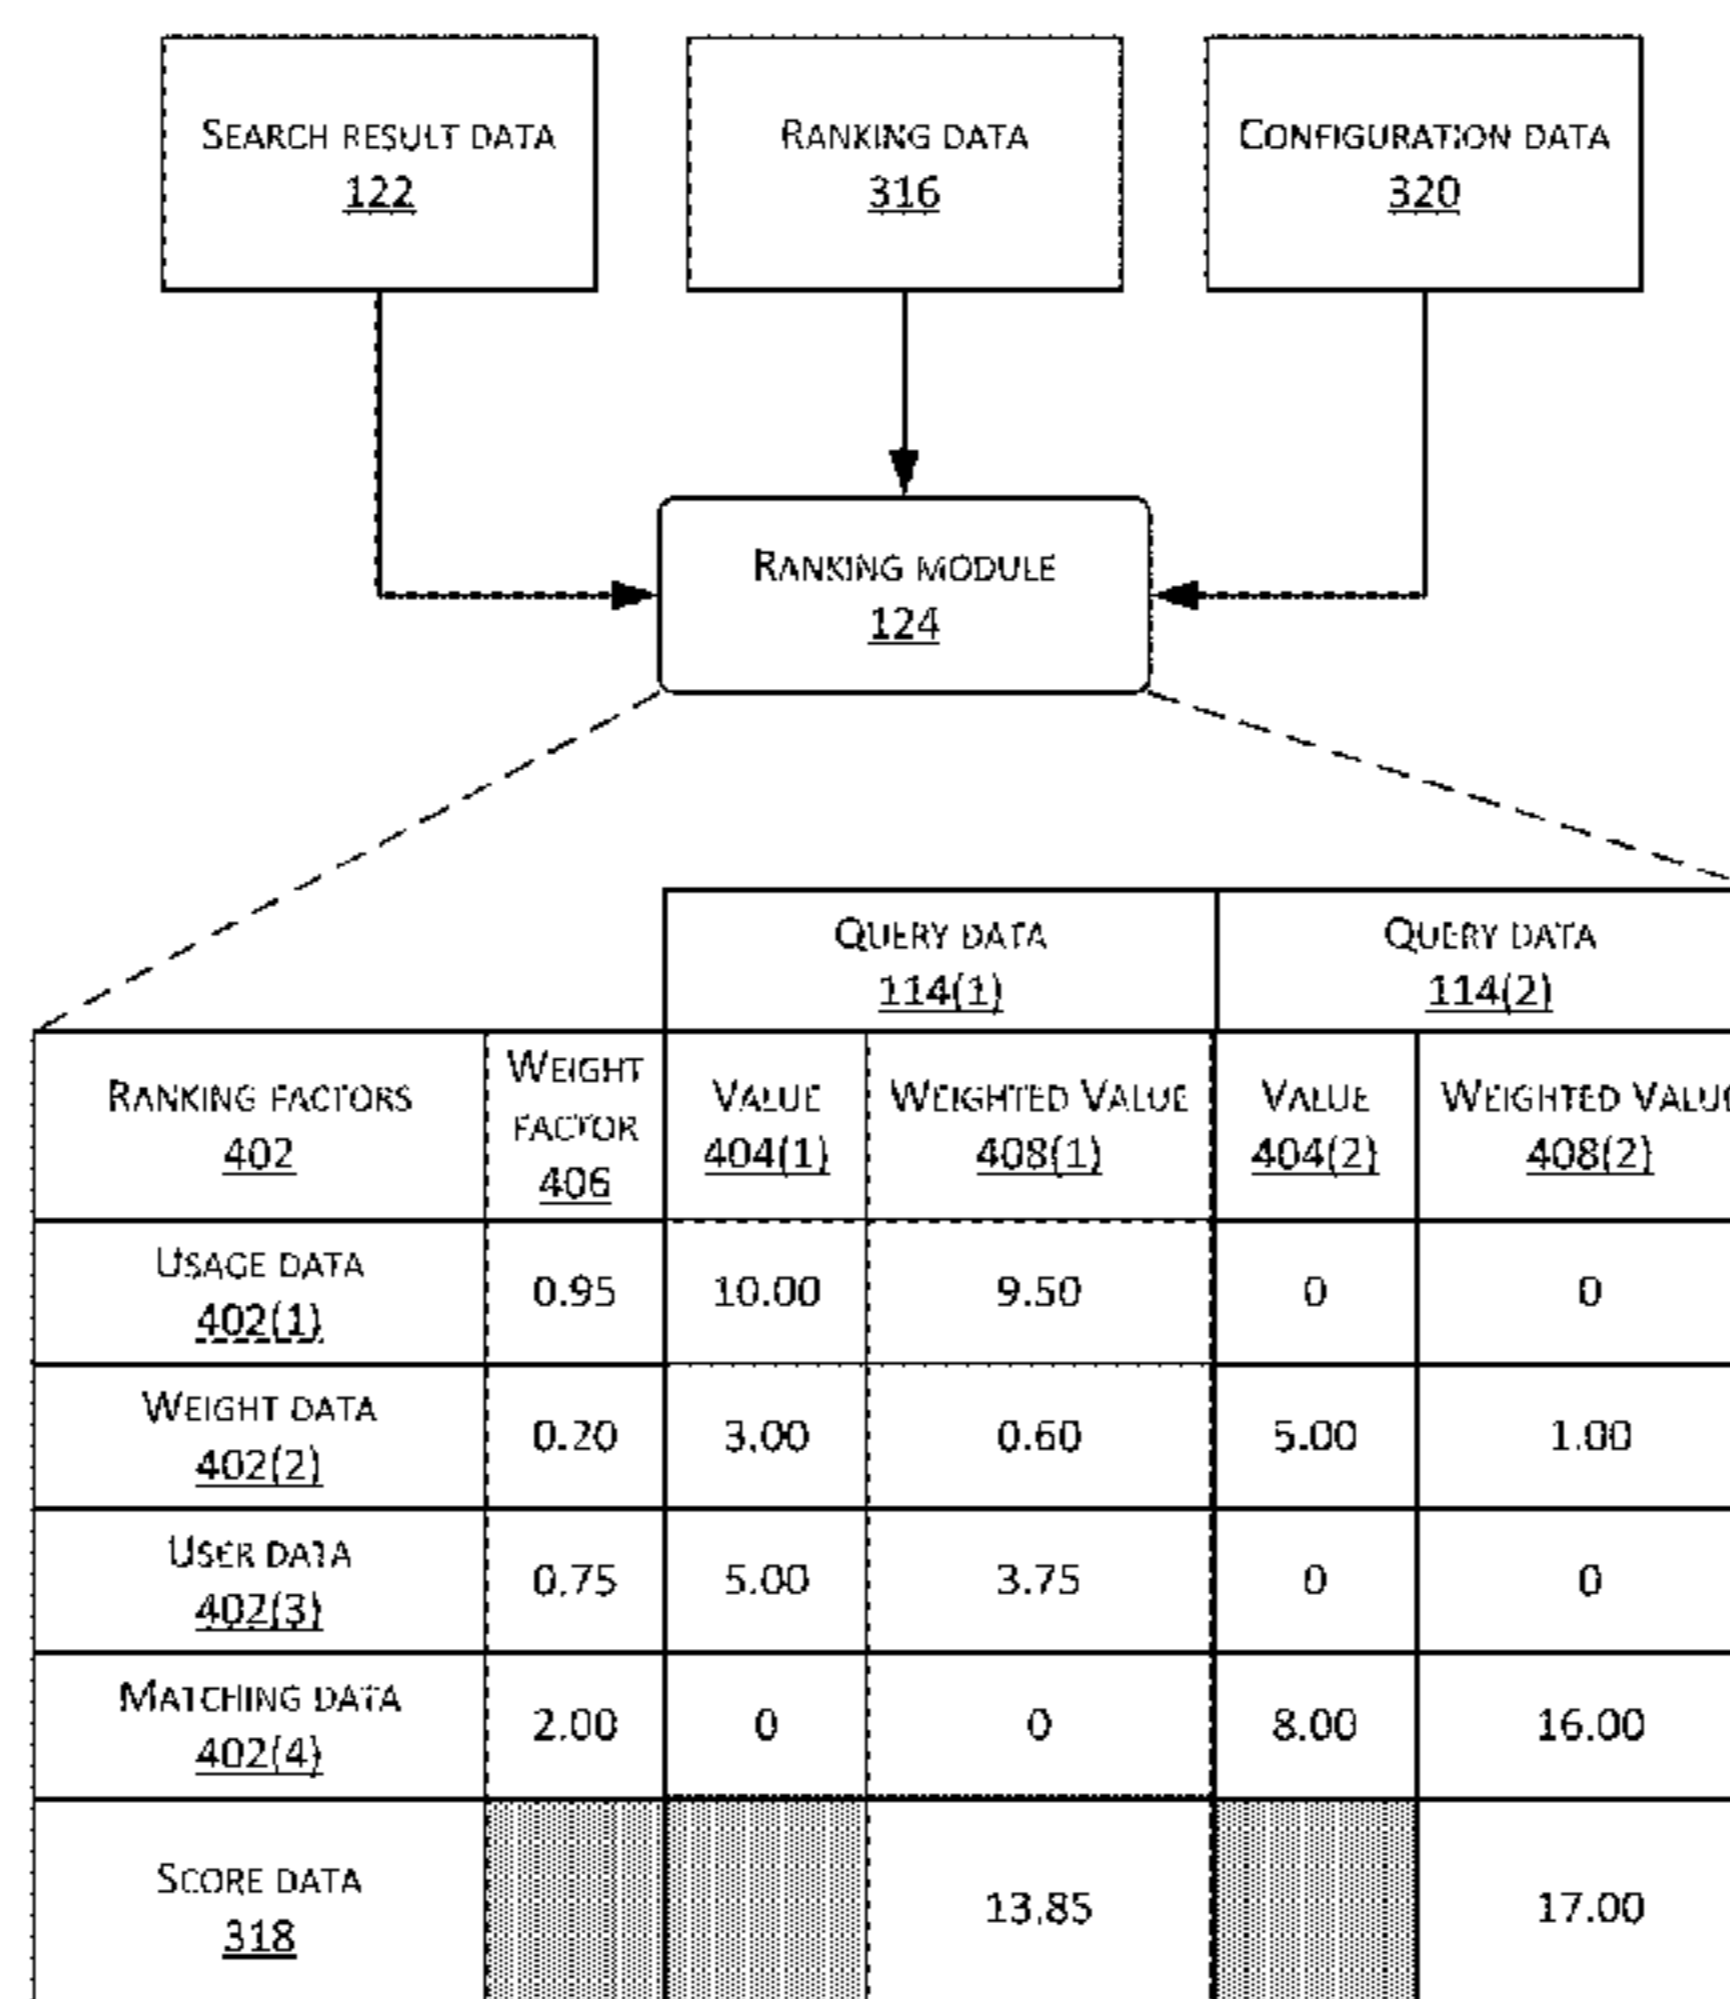 SEARCH RESULT DATA
122
RANKING DATA
316
CONFIGURATION DATA
320
RANKING MODULE
124
QUERY DATA
114(1)
QUERY DATA
114(2)
RANKING FACTORS
402
WEIGHT
FACTOR
406
VALUE
404(1)
WEIGHTED VALUE
408(1)
VALUE
404(2)
WEIGHTED VALUE
408(2)
USAGE DATA
402(1)
0.95
10.00
9.50
0
0
WEIGHT DATA
402(2)
0.20
3.00
0.60
5.00
1.00
USER DATA
402(3)
0.75
5.00
3.75
0
0
MATCHING DATA
402(4)
2.00
0
0
8.00
16.00
SCORE DATA
318
13.85
17.00